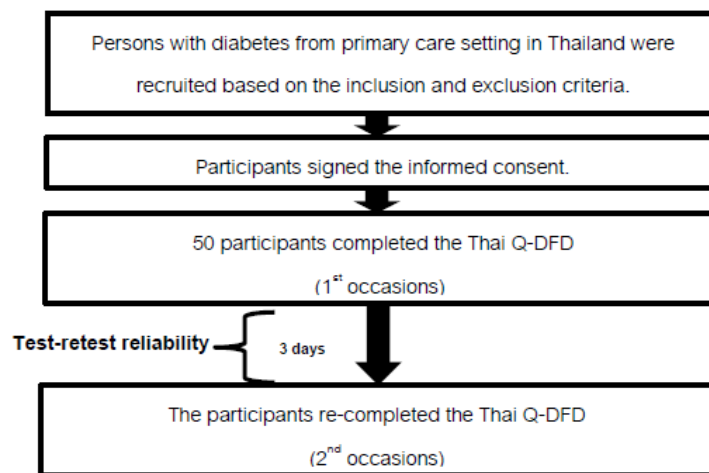 Persons with diabetes from primary care setting in Thailand were
recruited based on the inclusion and exclusion criteria.
Participants signed the informed consent.
50 participants completed the Thai Q-DFD
(1st occasions)
Test-retest reliability
3 days
The participants re-completed the Thai Q-DFD
(2nd occasions)